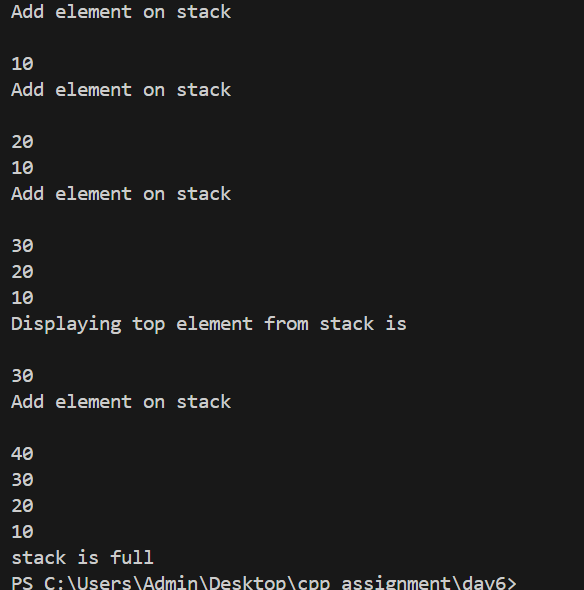 Add element on stack
10
Add element on stack
20
10
Add element on stack
30
20
10
Displaying top element from stack is
30
Add element on stack
40
30
20
10
stack is full
PS C:\Users\Admin\Desktop\cpp_assignment\day6>